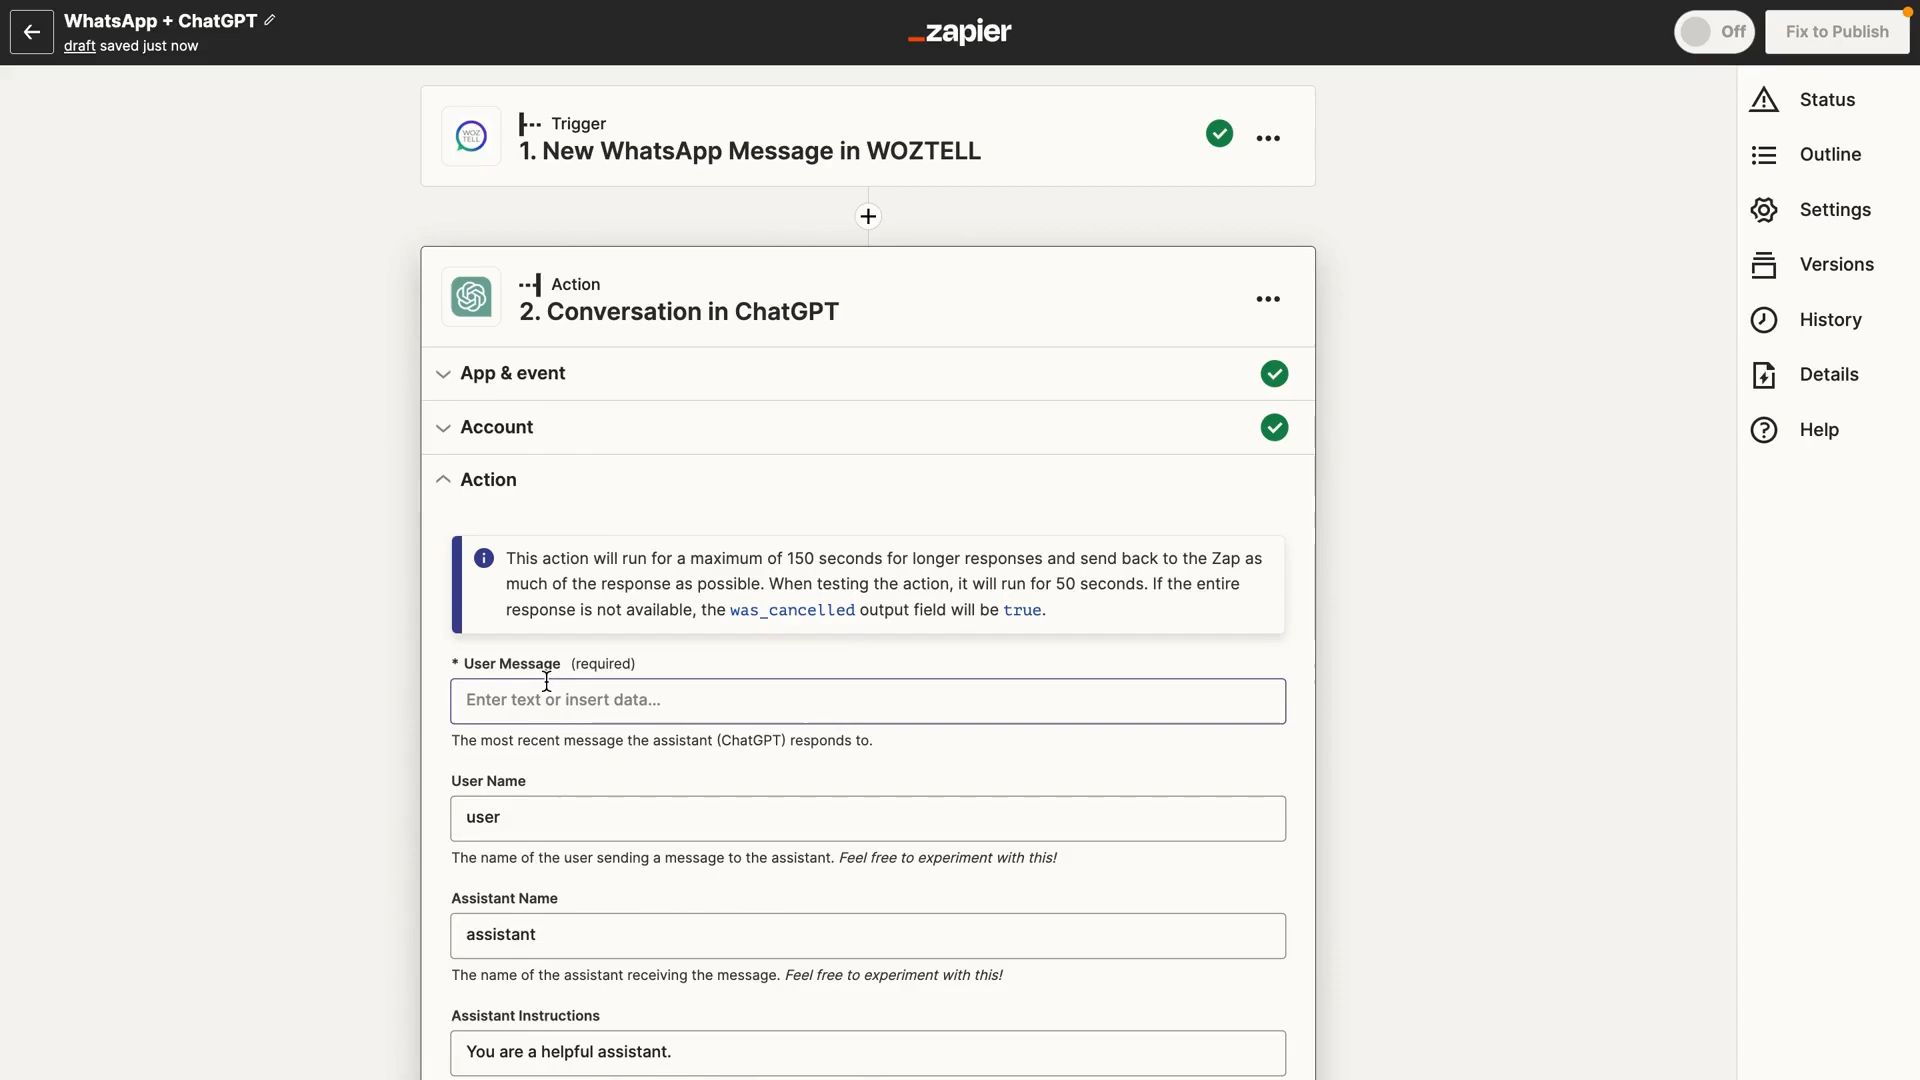 WhatsApp + ChatGPT
draft saved just now
_zapier
Off
Fix to Publish
WOZ
TELL
Trigger
1. New WhatsApp Message in WOZTELL
Action
2. Conversation in ChatGPT
App & event
Account
Action
This action will run for a maximum of 150 seconds for longer responses and send back to the Zap as
much of the response as possible. When testing the action, it will run for 50 seconds. If the entire
response is not available, the was_cancelled output field will be true.
* User Message (required)
Enter text or insert data...
The most recent message the assistant (ChatGPT) responds to.
User Name
user
The name of the user sending a message to the assistant. Feel free to experiment with this!
Assistant Name
assistant
The name of the assistant receiving the message. Feel free to experiment with this!
Assistant Instructions
You are a helpful assistant.
Status
Outline
Settings
Versions
History
Details
Help